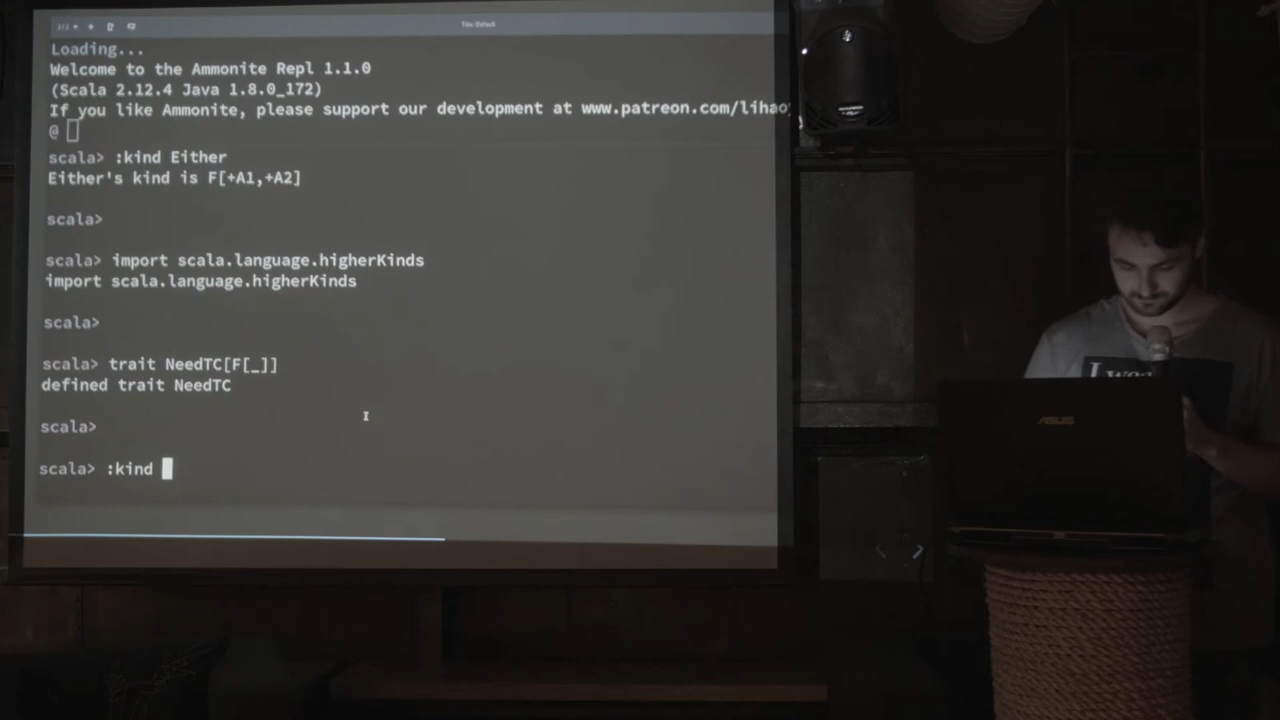 Title: Default
Loading...
Welcome to the Ammonite Repl 1.1.0
(Scala 2.12.4 Java 1.8.0_172)
If you like Ammonite, please support our development at www.patreon.com/lihao
@
scala> :kind Either
Either's kind is F[+A1,+A2]
scala>
scala> import scala.language.higherKinds
import scala.language.higherKinds
scala>
scala> trait NeedTC[F[_]]
defined trait NeedTC
scala>
scala> :kind
I
ASUS